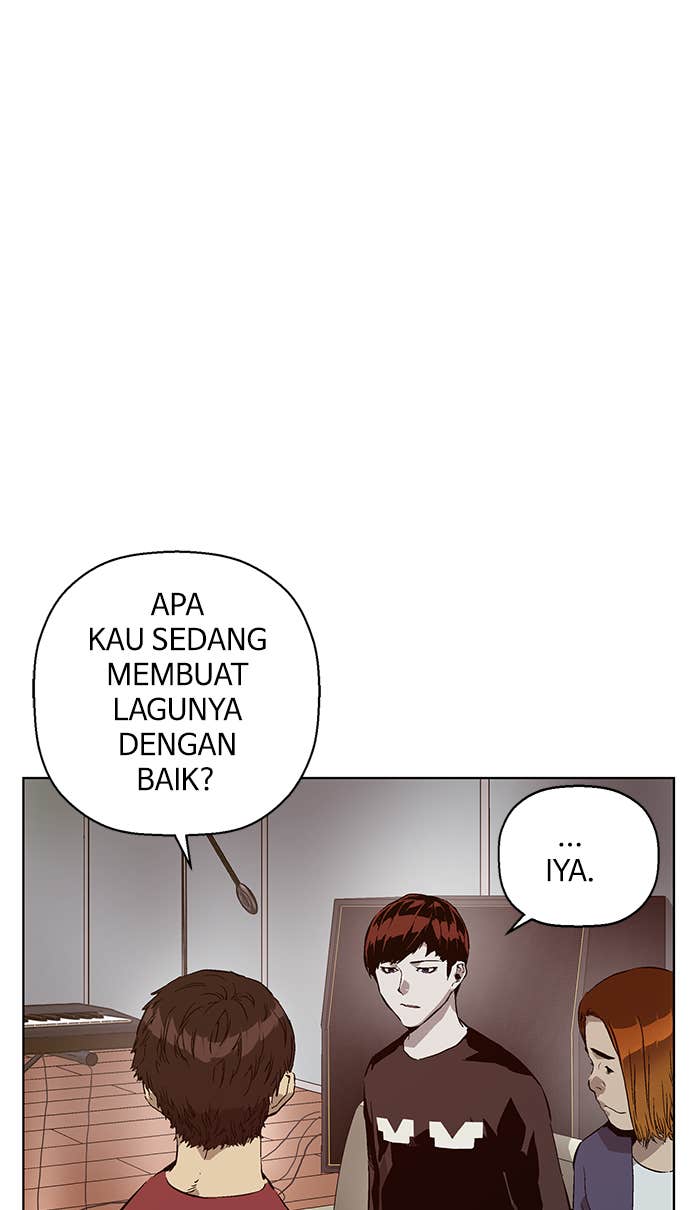 APA
KAU SEDANG
MEMBUAT
LAGUNYA
DENGAN
BAIK?
...
IYA.